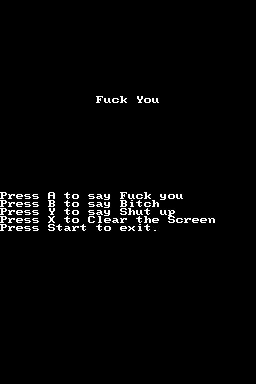 Fuck You
Press A to say Fuck you
Press B to say Bitch
Press Y to say Shut up
Press X to Clear the Screen
Press Start to exit.